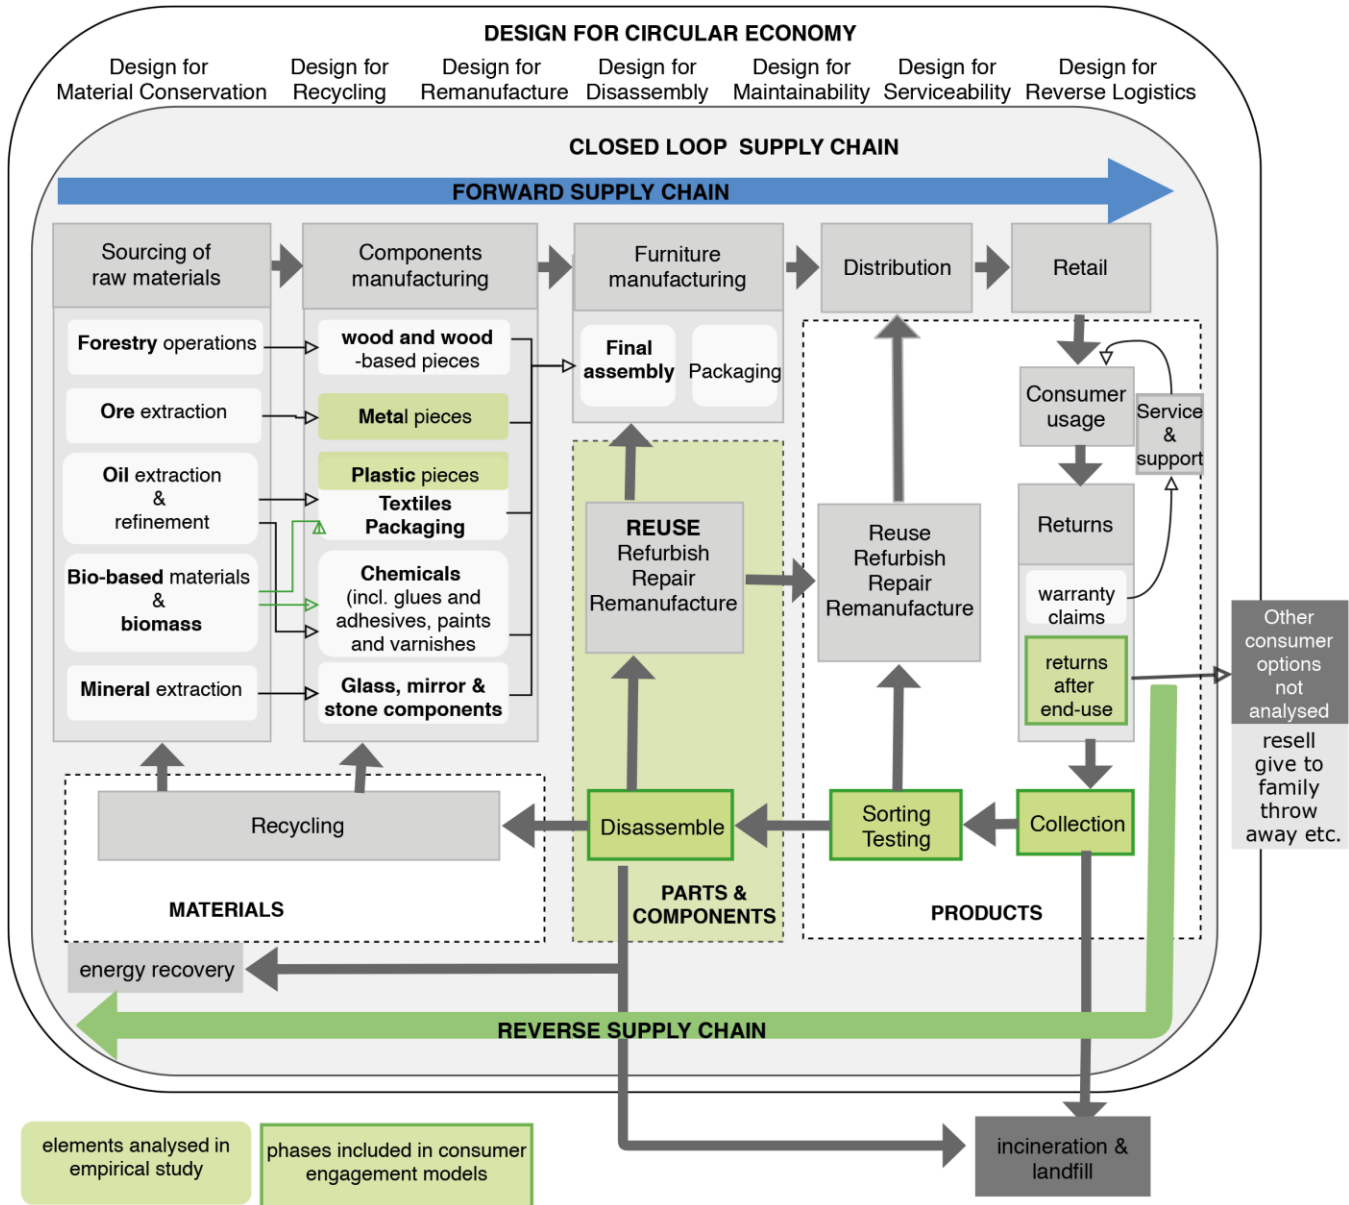 DESIGN FOR CIRCULAR ECONOMY
Design for
Material Conservation
Design for
Recycling
Design for
Remanufacture
Design for
Disassembly
Design for
Maintainability
Design for
Serviceability
Design for
Reverse Logistics
CLOSED LOOP SUPPLY CHAIN
FORWARD SUPPLY CHAIN
Sourcing of
raw materials
Components
manufacturing
Furniture
manufacturing
Distribution
Retail
Forestry operations
Ore extraction
Oil extraction
&
refinement
Bio-based materials
&
biomass
Mineral extraction
wood and wood
-based pieces
Metal pieces
Plastic pieces
Textiles
Packaging
Chemicals
(incl. glues and
adhesives, paints
and varnishes
Glass, mirror &
stone components
Final
assembly
Packaging
REUSE
Refurbish
Repair
Remanufacture
Reuse
Refurbish
Repair
Remanufacture
Consumer
usage
Service
&
support
Returns
warranty
claims
returns
after
end-use
Other
consumer
options
not
analysed
resell
give to
family
throw
away etc.
Recycling
Disassemble
Sorting
Testing
Collection
MATERIALS
PARTS &
COMPONENTS
PRODUCTS
energy recovery
REVERSE SUPPLY CHAIN
elements analysed in
empirical study
phases included in consumer
engagement models
incineration &
landfill